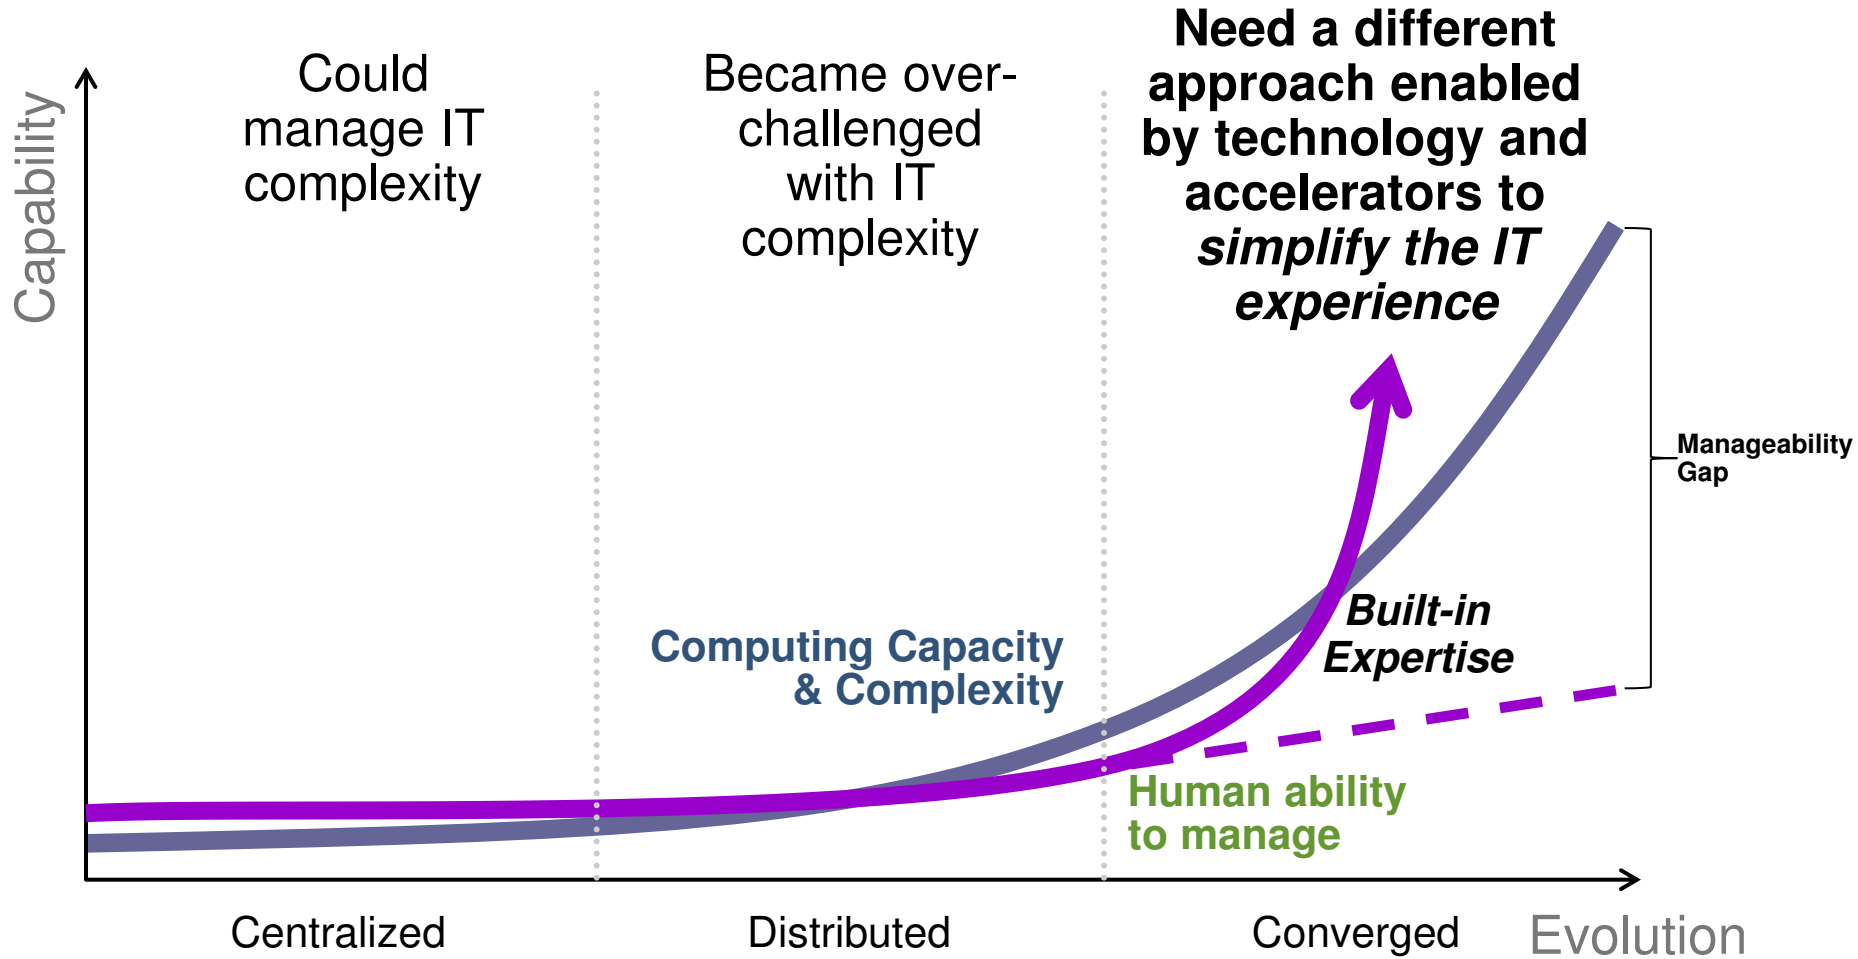 Capability
Could
manage IT
complexity
Became over-
challenged
with IT
complexity
Need a different
approach enabled
by technology and
accelerators to
simplify the IT
experience
Manageability
Gap
Built-in
Expertise
Computing Capacity
& Complexity
Human ability
to manage
Centralized
Distributed
Converged
Evolution